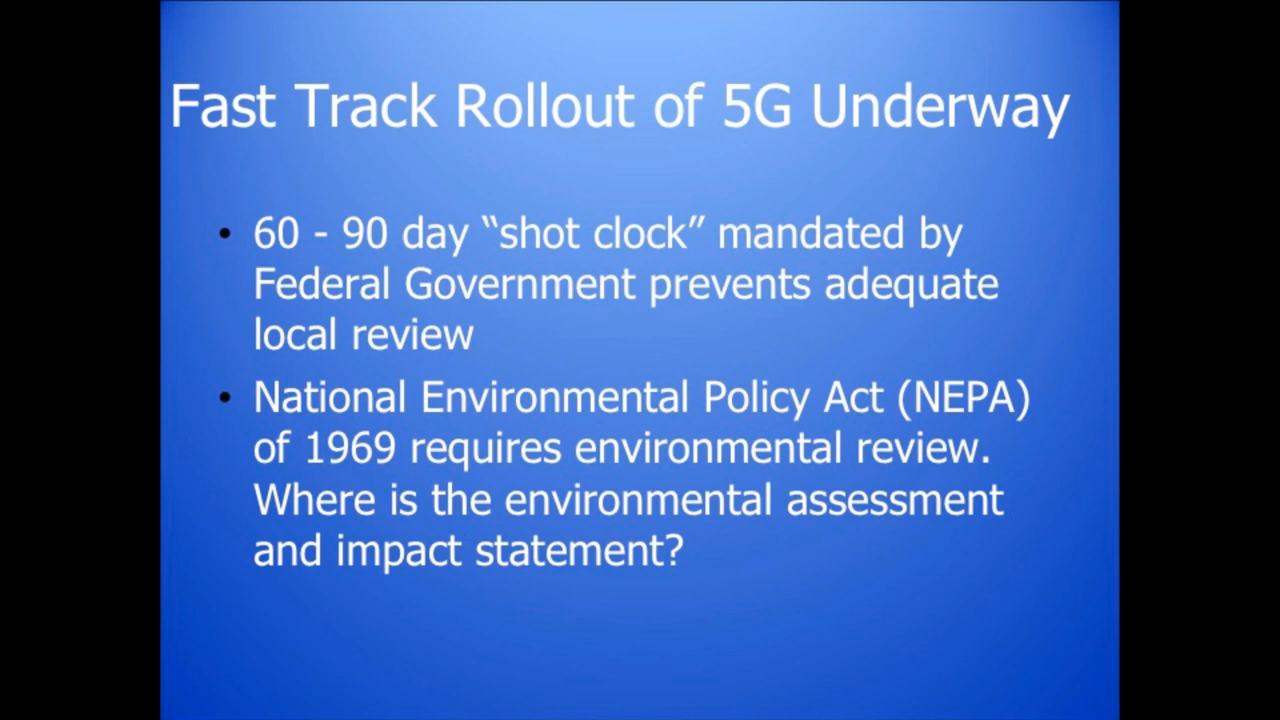 Fast Track Rollout of 5G Underway
• 60 - 90 day “shot clock” mandated by
Federal Government prevents adequate
local review
• National Environmental Policy Act (NEPA)
of 1969 requires environmental review.
Where is the environmental assessment
and impact statement?